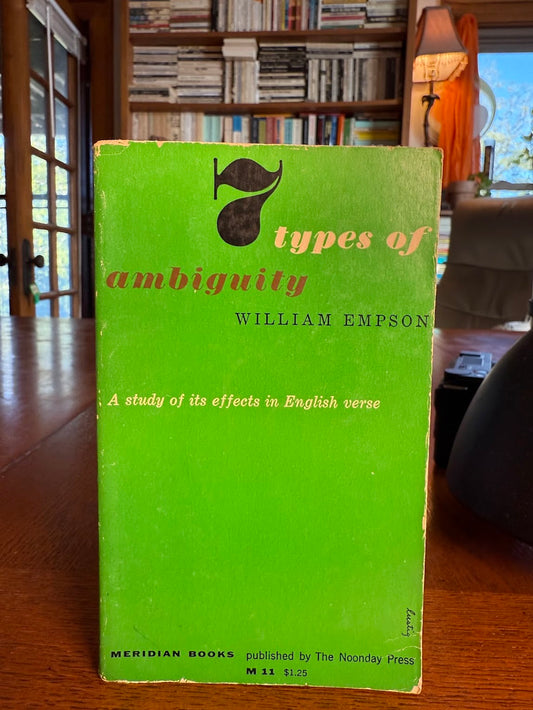 7 types of
ambiguity
WILLIAM EMPSON
A study of its effects in English verse
lustig
MERIDIAN BOOKS published by The Noonday Press
M 11 $1.25